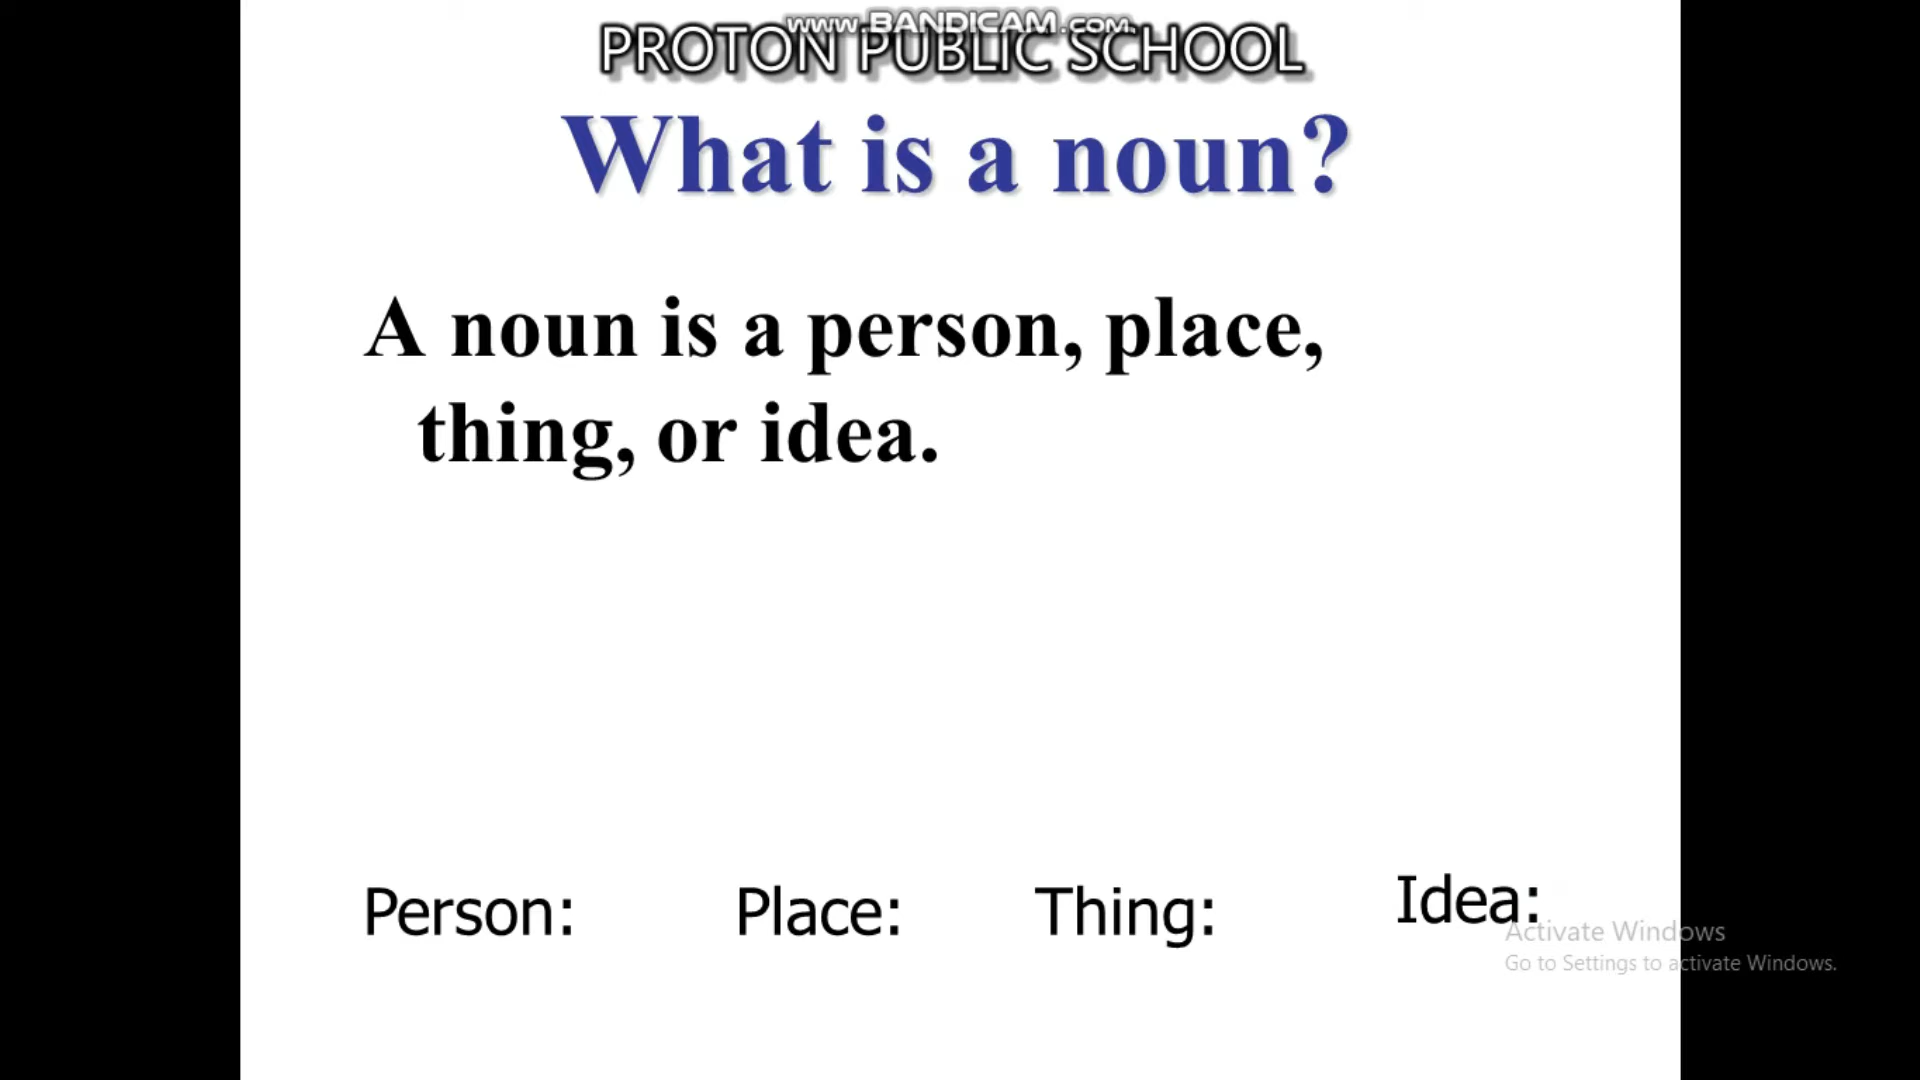 www.BANDICAM.com
PROTON PUBLIC SCHOOL
What is a noun?
A noun is a person, place,
thing, or idea.
Person: Place: Thing: Idea:
Activate Windows
Go to Settings to activate Windows.